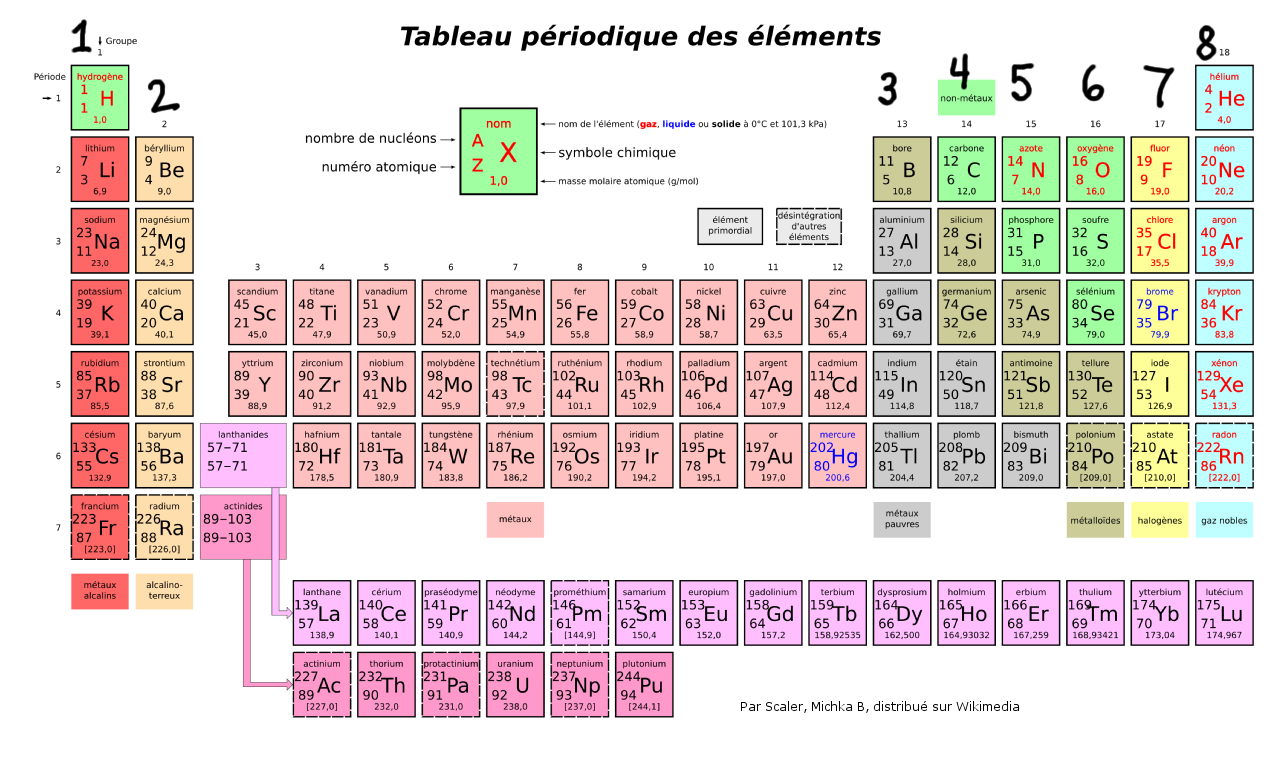 Tableau périodique des éléments
1 2 3 4 5 6 7 8
↓ Groupe
1 18
Période
→ 1
hydrogène
1
1 H
1,0
2
non-métaux
13 14 15 16 17
hélium
4
2 He
4,0
nom
A
Z X
1,0
nombre de nucléons
numéro atomique
nom de l'élément (gaz, liquide ou solide à 0°C et 101,3 kPa)
symbole chimique
masse molaire atomique (g/mol)
élément primordial
désintégration d'autres éléments
2
lithium 7 3 Li 6,9
béryllium 9 4 Be 9,0
bore 11 5 B 10,8
carbone 12 6 C 12,0
azote 14 7 N 14,0
oxygène 16 8 O 16,0
fluor 19 9 F 19,0
néon 20 10 Ne 20,2
3
sodium 23 11 Na 23,0
magnésium 24 12 Mg 24,3
aluminium 27 13 Al 27,0
silicium 28 14 Si 28,0
phosphore 31 15 P 31,0
soufre 32 16 S 32,0
chlore 35 17 Cl 35,5
argon 40 18 Ar 39,9
3 4 5 6 7 8 9 10 11 12
4
potassium 39 19 K 39,1
calcium 40 20 Ca 40,1
scandium 45 21 Sc 45,0
titane 48 22 Ti 47,9
vanadium 51 23 V 50,9
chrome 52 24 Cr 52,0
manganèse 55 25 Mn 54,9
fer 56 26 Fe 55,8
cobalt 59 27 Co 58,9
nickel 58 28 Ni 58,7
cuivre 63 29 Cu 63,5
zinc 64 30 Zn 65,4
gallium 69 31 Ga 69,7
germanium 74 32 Ge 72,6
arsenic 75 33 As 74,9
sélénium 80 34 Se 79,0
brome 79 35 Br 79,9
krypton 84 36 Kr 83,8
5
rubidium 85 37 Rb 85,5
strontium 88 38 Sr 87,6
yttrium 89 39 Y 88,9
zirconium 90 40 Zr 91,2
niobium 93 41 Nb 92,9
molybdène 98 42 Mo 95,9
technétium 98 43 Tc 97,9
ruthénium 102 44 Ru 101,1
rhodium 103 45 Rh 102,9
palladium 106 46 Pd 106,4
argent 107 47 Ag 107,9
cadmium 114 48 Cd 112,4
indium 115 49 In 114,8
étain 120 50 Sn 118,7
antimoine 121 51 Sb 121,8
tellure 130 52 Te 127,6
iode 127 53 I 126,9
xénon 129 54 Xe 131,3
6
césium 133 55 Cs 132,9
baryum 138 56 Ba 137,3
lanthanides 57−71 57−71
hafnium 180 72 Hf 178,5
tantale 181 73 Ta 180,9
tungstène 184 74 W 183,8
rhénium 187 75 Re 186,2
osmium 192 76 Os 190,2
iridium 193 77 Ir 194,2
platine 195 78 Pt 195,1
or 197 79 Au 197,0
mercure 202 80 Hg 200,6
thallium 205 81 Tl 204,4
plomb 208 82 Pb 207,2
bismuth 209 83 Bi 209,0
polonium 210 84 Po [209,0]
astate 210 85 At [210,0]
radon 222 86 Rn [222,0]
7
francium 223 87 Fr [223,0]
radium 226 88 Ra [226,0]
actinides 89−103 89−103
métaux
métaux pauvres
métalloïdes
halogènes
gaz nobles
métaux alcalins
alcalino-terreux
lanthane 139 57 La 138,9
cérium 140 58 Ce 140,1
praséodyme 141 59 Pr 140,9
néodyme 142 60 Nd 144,2
prométhium 146 61 Pm [144,9]
samarium 152 62 Sm 150,4
europium 153 63 Eu 152,0
gadolinium 158 64 Gd 157,2
terbium 159 65 Tb 158,92535
dysprosium 164 66 Dy 162,500
holmium 165 67 Ho 164,93032
erbium 166 68 Er 167,259
thulium 169 69 Tm 168,93421
ytterbium 174 70 Yb 173,04
lutécium 175 71 Lu 174,967
actinium 227 89 Ac [227,0]
thorium 232 90 Th 232,0
protactinium 231 91 Pa 231,0
uranium 238 92 U 238,0
neptunium 237 93 Np [237,0]
plutonium 244 94 Pu [244,1]
Par Scaler, Michka B, distribué sur Wikimedia